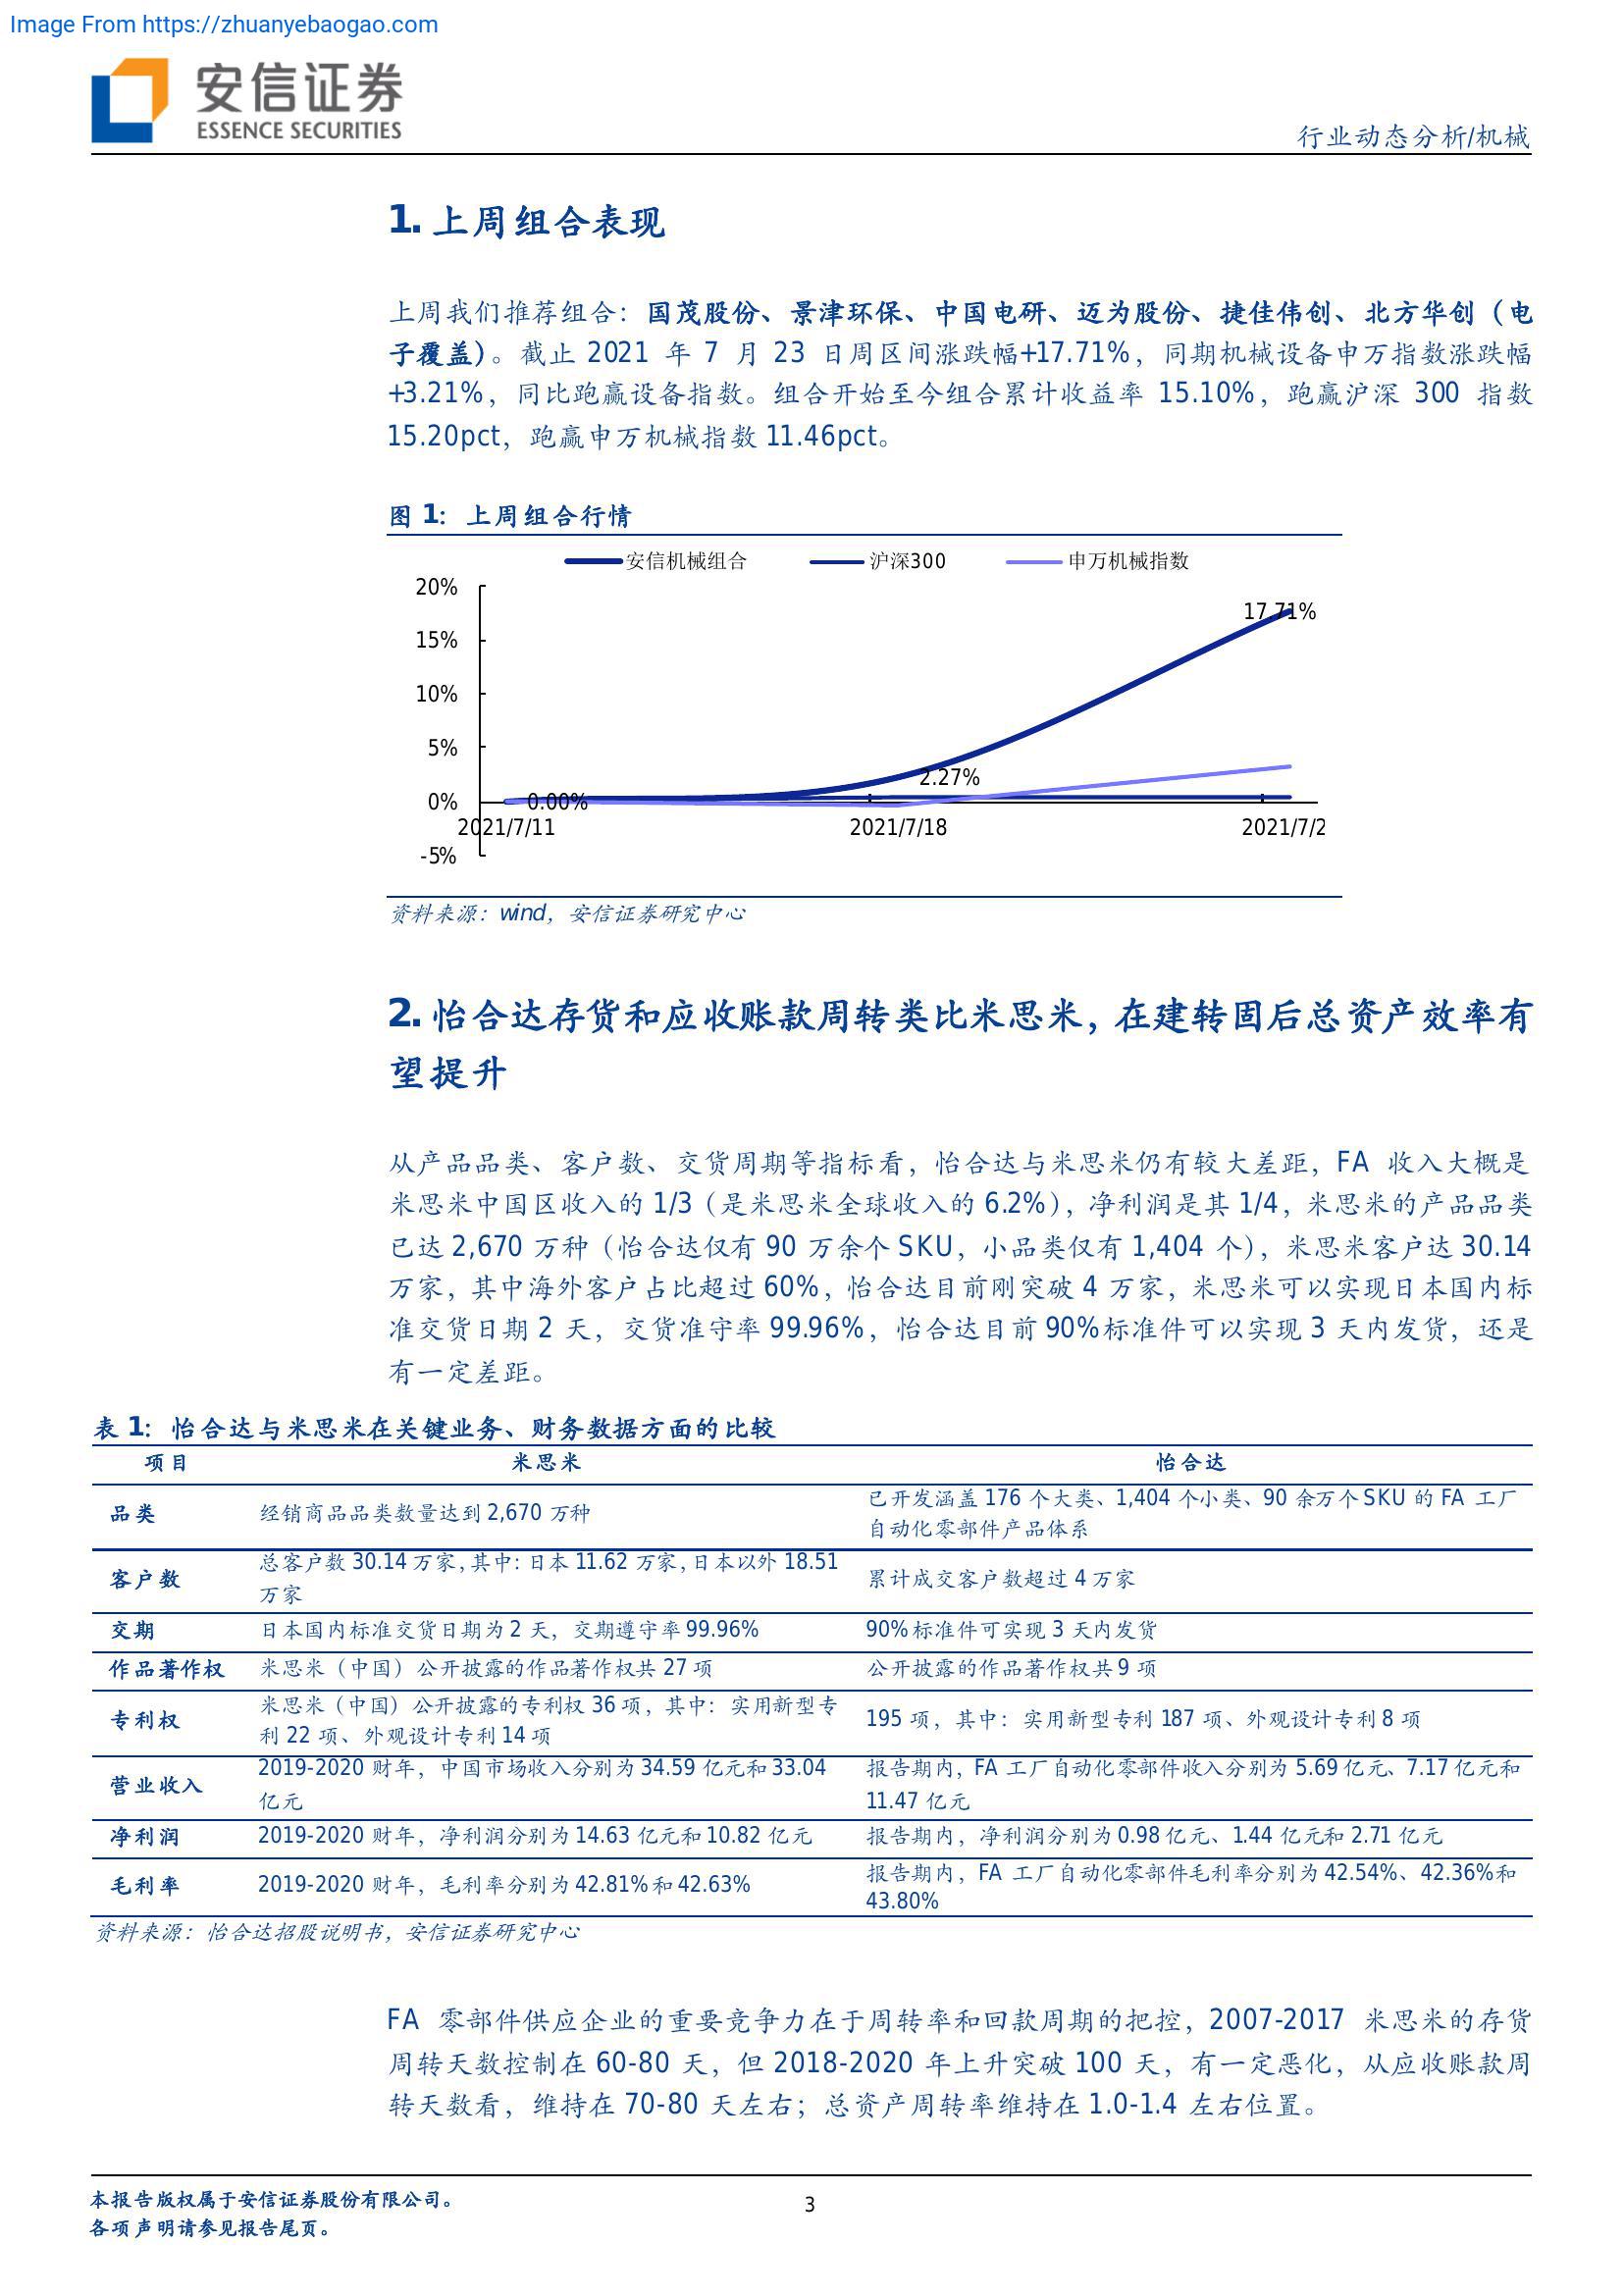 Image From https://zhuanyebaogao.com
安信证券
ESSENCE SECURITIES
行业动态分析/机械
1. 上周组合表现
上周我们推荐组合：国茂股份、景津环保、中国电研、迈为股份、捷佳伟创、北方华创（电
子覆盖）。截止 2021 年 7 月 23 日周区间涨跌幅+17.71%，同期机械设备申万指数涨跌幅
+3.21%，同比跑赢设备指数。组合开始至今组合累计收益率 15.10%，跑赢沪深 300 指数
15.20pct，跑赢申万机械指数 11.46pct。
图 1：上周组合行情
安信机械组合 沪深300 申万机械指数
20%
17.71%
15%
10%
5%
2.27%
0% 0.00%
2021/7/11 2021/7/18 2021/7/2
-5%
资料来源：wind，安信证券研究中心
2. 怡合达存货和应收账款周转类比米思米，在建转固后总资产效率有
望提升
从产品品类、客户数、交货周期等指标看，怡合达与米思米仍有较大差距，FA 收入大概是
米思米中国区收入的 1/3（是米思米全球收入的 6.2%），净利润是其 1/4，米思米的产品品类
已达 2,670 万种（怡合达仅有 90 万余个 SKU，小品类仅有 1,404 个），米思米客户达 30.14
万家，其中海外客户占比超过 60%，怡合达目前刚突破 4 万家，米思米可以实现日本国内标
准交货日期 2 天，交货准守率 99.96%，怡合达目前 90%标准件可以实现 3 天内发货，还是
有一定差距。
表 1：怡合达与米思米在关键业务、财务数据方面的比较
项目 米思米 怡合达
品类 经销商品品类数量达到 2,670 万种 已开发涵盖 176 个大类、1,404 个小类、90 余万个 SKU 的 FA 工厂
自动化零部件产品体系
客户数 总客户数 30.14 万家，其中：日本 11.62 万家，日本以外 18.51
万家 累计成交客户数超过 4 万家
交期 日本国内标准交货日期为 2 天，交期遵守率 99.96% 90%标准件可实现 3 天内发货
作品著作权 米思米（中国）公开披露的作品著作权共 27 项 公开披露的作品著作权共 9 项
专利权 米思米（中国）公开披露的专利权 36 项，其中：实用新型专
利 22 项、外观设计专利 14 项 195 项，其中：实用新型专利 187 项、外观设计专利 8 项
营业收入 2019-2020 财年，中国市场收入分别为 34.59 亿元和 33.04
亿元 报告期内，FA 工厂自动化零部件收入分别为 5.69 亿元、7.17 亿元和
11.47 亿元
净利润 2019-2020 财年，净利润分别为 14.63 亿元和 10.82 亿元 报告期内，净利润分别为 0.98 亿元、1.44 亿元和 2.71 亿元
毛利率 2019-2020 财年，毛利率分别为 42.81%和 42.63% 报告期内，FA 工厂自动化零部件毛利率分别为 42.54%、42.36%和
43.80%
资料来源：怡合达招股说明书，安信证券研究中心
FA 零部件供应企业的重要竞争力在于周转率和回款周期的把控，2007-2017 米思米的存货
周转天数控制在 60-80 天，但 2018-2020 年上升突破 100 天，有一定恶化，从应收账款周
转天数看，维持在 70-80 天左右；总资产周转率维持在 1.0-1.4 左右位置。
本报告版权属于安信证券股份有限公司。
3
各项声明请参见报告尾页。